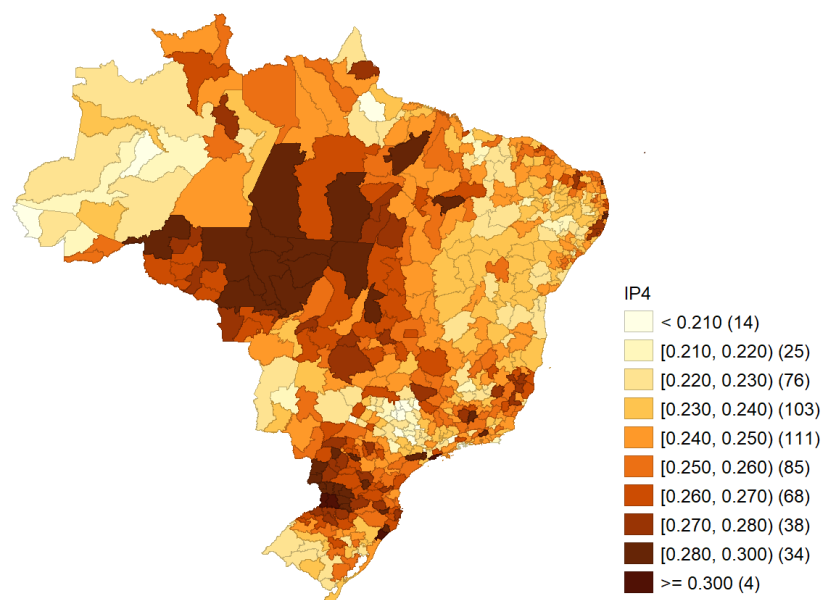 IP4
< 0.210 (14)
[0.210, 0.220) (25)
[0.220, 0.230) (76)
[0.230, 0.240) (103)
[0.240, 0.250) (111)
[0.250, 0.260) (85)
[0.260, 0.270) (68)
[0.270, 0.280) (38)
[0.280, 0.300) (34)
>= 0.300 (4)